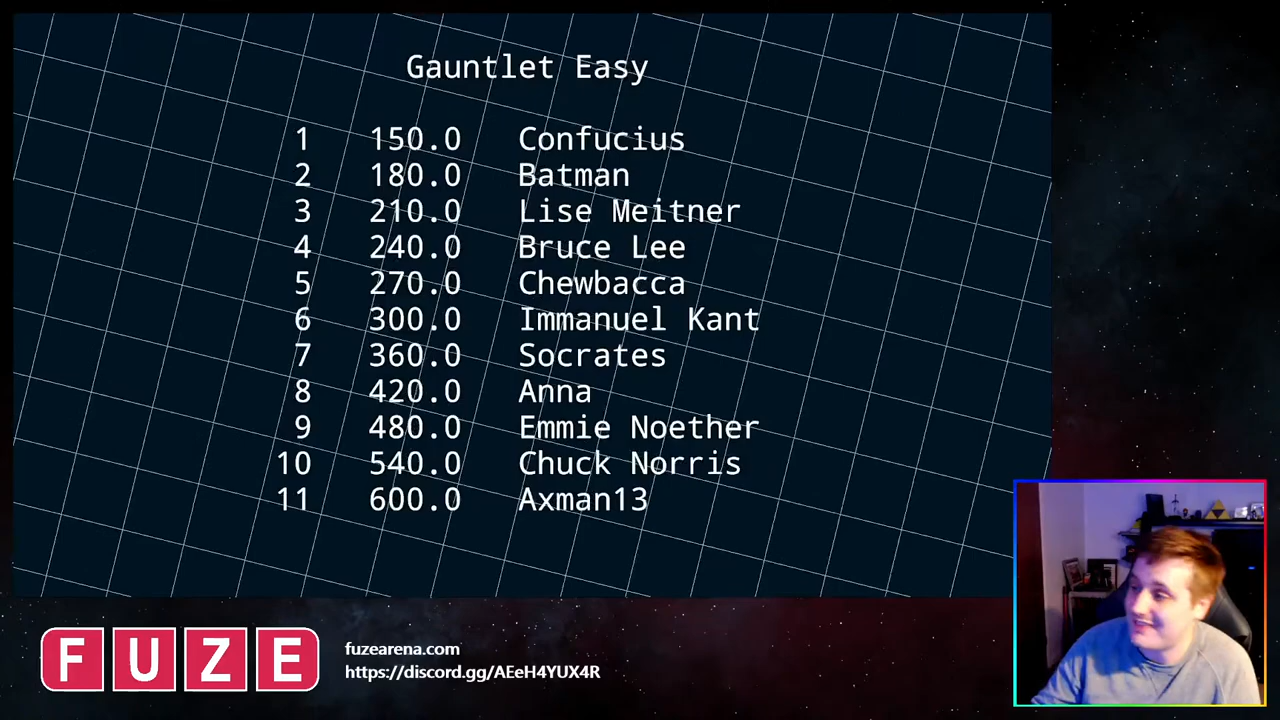 Gauntlet Easy
1 150.0 Confucius
2 180.0 Batman
3 210.0 Lise Meitner
4 240.0 Bruce Lee
5 270.0 Chewbacca
6 300.0 Immanuel Kant
7 360.0 Socrates
8 420.0 Anna
9 480.0 Emmie Noether
10 540.0 Chuck Norris
11 600.0 Axman13
FUZE
fuzearena.com
https://discord.gg/AEeH4YUX4R